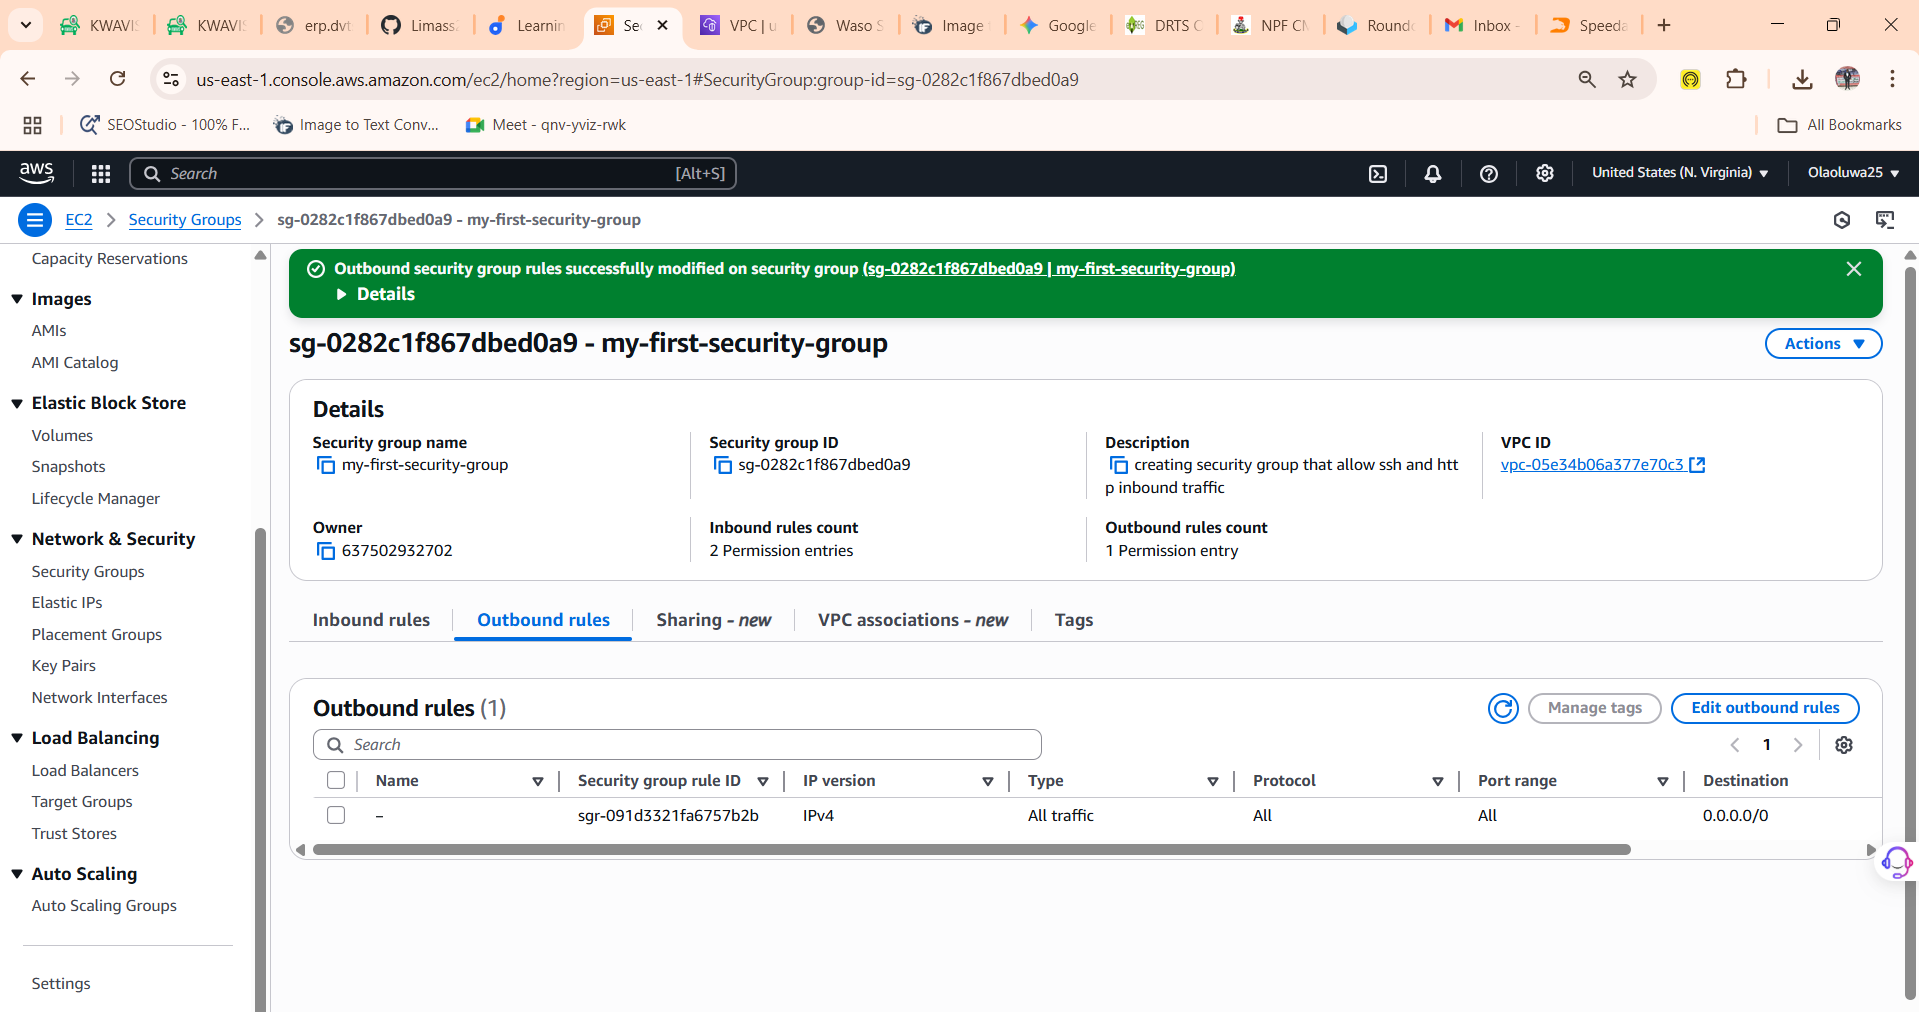 KWAVIS
KWAVIS
erp.dvt
Limass
Learnin
Sec
VPC | u
Waso S
Image
Google
DRTS C
NPF CM
Roundc
Inbox -
Speeda
us-east-1.console.aws.amazon.com/ec2/home?region=us-east-1#SecurityGroup:group-id=sg-0282c1f867dbed0a9
SEOStudio - 100% F...
Image to Text Conv...
Meet - qnv-yviz-rwk
All Bookmarks
aws
Search
[Alt+S]
United States (N. Virginia)
Olaoluwa25
EC2
Security Groups
sg-0282c1f867dbed0a9 - my-first-security-group
Capacity Reservations
Images
AMIs
AMI Catalog
Elastic Block Store
Volumes
Snapshots
Lifecycle Manager
Network & Security
Security Groups
Elastic IPs
Placement Groups
Key Pairs
Network Interfaces
Load Balancing
Load Balancers
Target Groups
Trust Stores
Auto Scaling
Auto Scaling Groups
Settings
Outbound security group rules successfully modified on security group (sg-0282c1f867dbed0a9 | my-first-security-group)
Details
sg-0282c1f867dbed0a9 - my-first-security-group
Actions
Details
Security group name
my-first-security-group
Security group ID
sg-0282c1f867dbed0a9
Description
creating security group that allow ssh and htt
p inbound traffic
VPC ID
vpc-05e34b06a377e70c3
Owner
637502932702
Inbound rules count
2 Permission entries
Outbound rules count
1 Permission entry
Inbound rules
Outbound rules
Sharing - new
VPC associations - new
Tags
Outbound rules (1)
Manage tags
Edit outbound rules
Search
1
Name
Security group rule ID
IP version
Type
Protocol
Port range
Destination
–
sgr-091d3321fa6757b2b
IPv4
All traffic
All
All
0.0.0.0/0